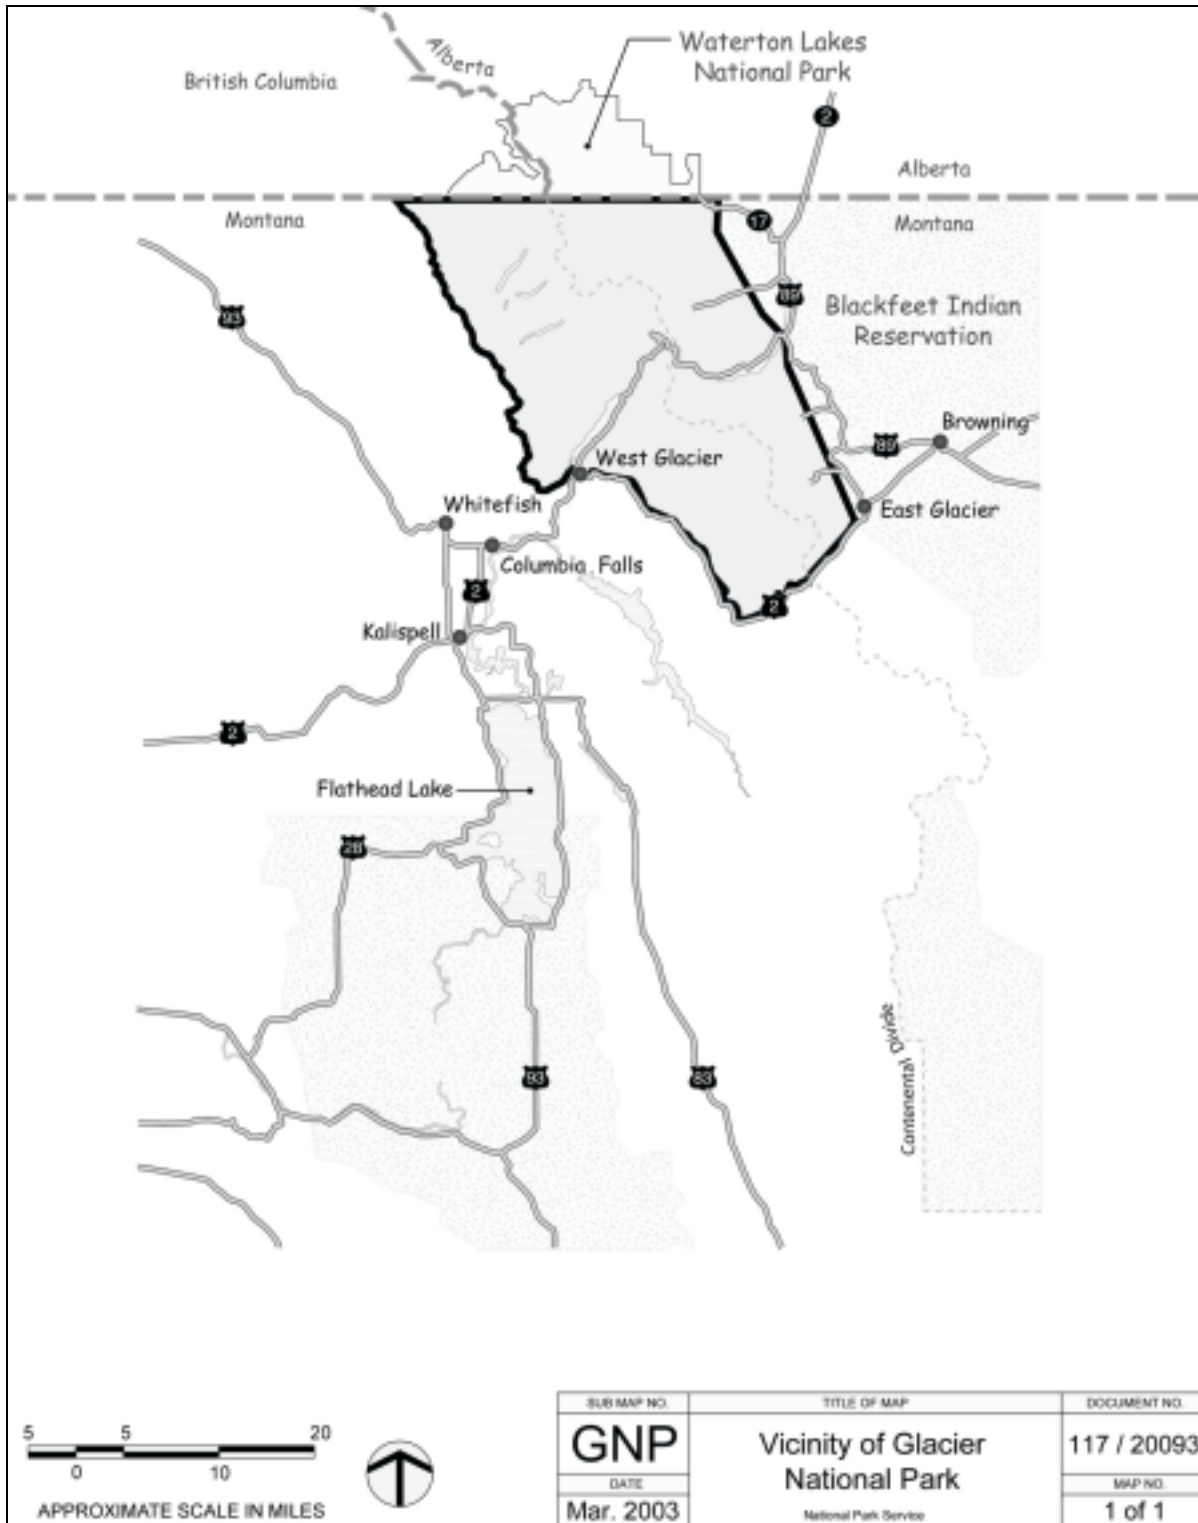 Waterton Lakes
National Park
Alberta
British Columbia
2
Alberta
Montana
Montana
17
93
89
Blackfeet Indian
Reservation
Browning
89
West Glacier
Whitefish
East Glacier
Columbia Falls
2
2
Kalispell
2
Flathead Lake
28
Contenental Divide
93
83
5 5 20
0 10
APPROXIMATE SCALE IN MILES
SUB MAP NO.
GNP
DATE
Mar. 2003
TITLE OF MAP
Vicinity of Glacier
National Park
National Park Service
DOCUMENT NO.
117 / 20093
MAP NO.
1 of 1